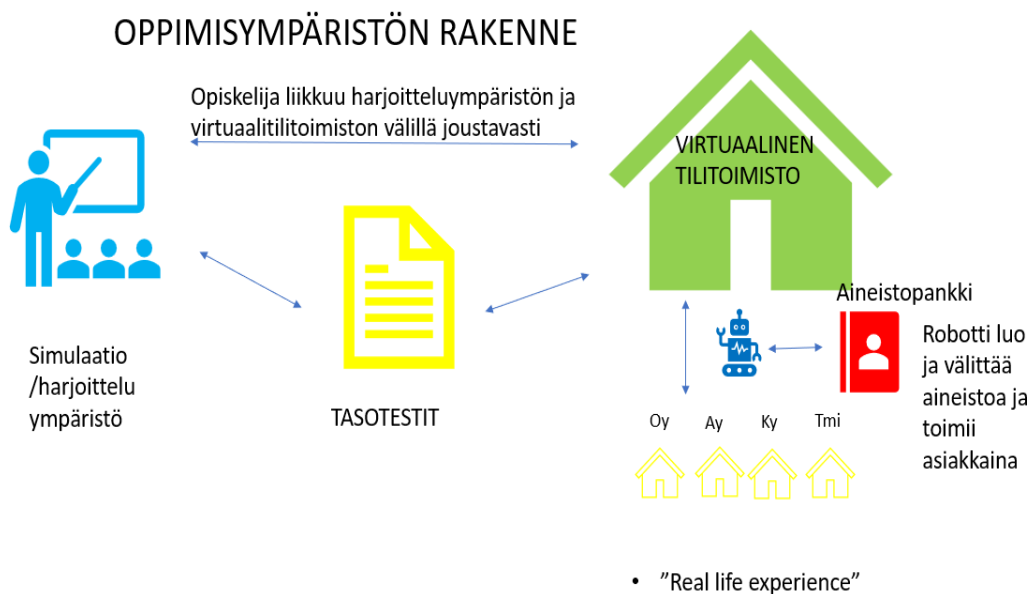 OPPIMISYMPÄRISTÖN RAKENNE
Opiskelija liikkuu harjoitteluympäristön ja
virtuaalitilitoimiston välillä joustavasti
VIRTUAALINEN
TILITOIMISTO
Simulaatio
/harjoittelu
ympäristö
TASOTESTIT
Aineistopankki
Robotti luo
ja välittää
aineistoa ja
toimii
asiakkaina
Oy Ay Ky Tmi
• ”Real life experience”